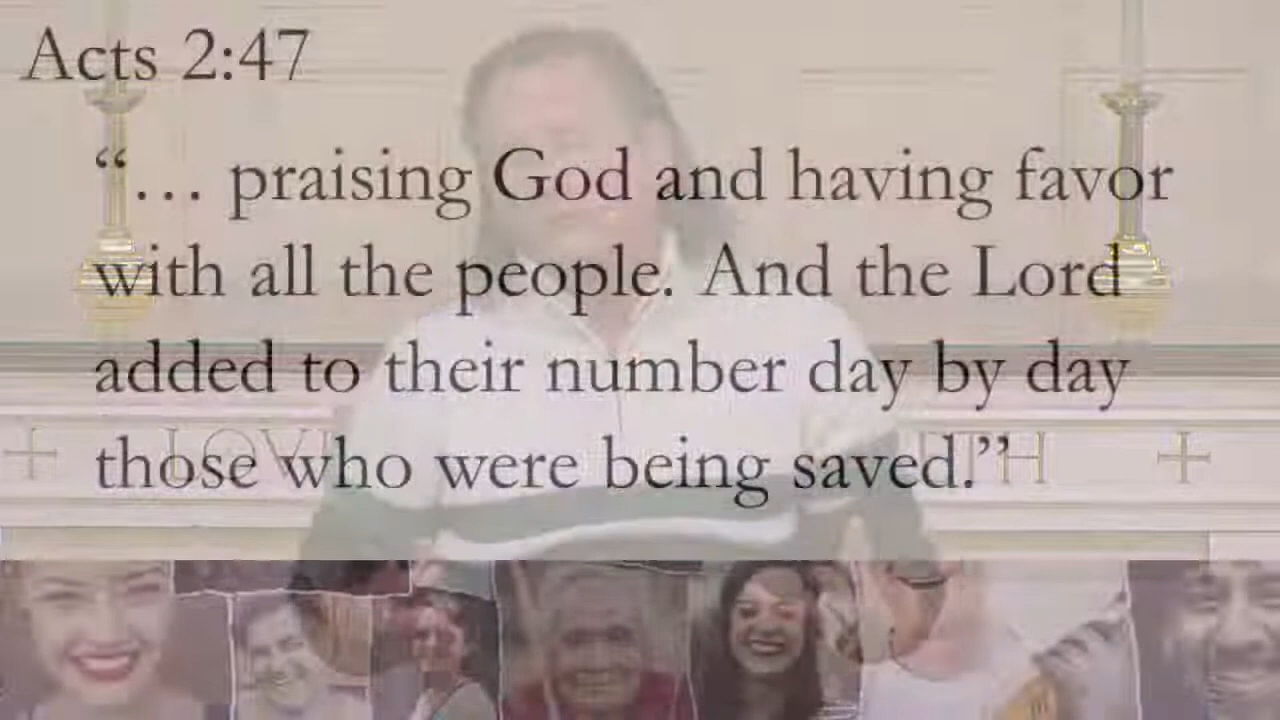 Acts 2:47
“… praising God and having favor
with all the people. And the Lord
added to their number day by day
those who were being saved.”